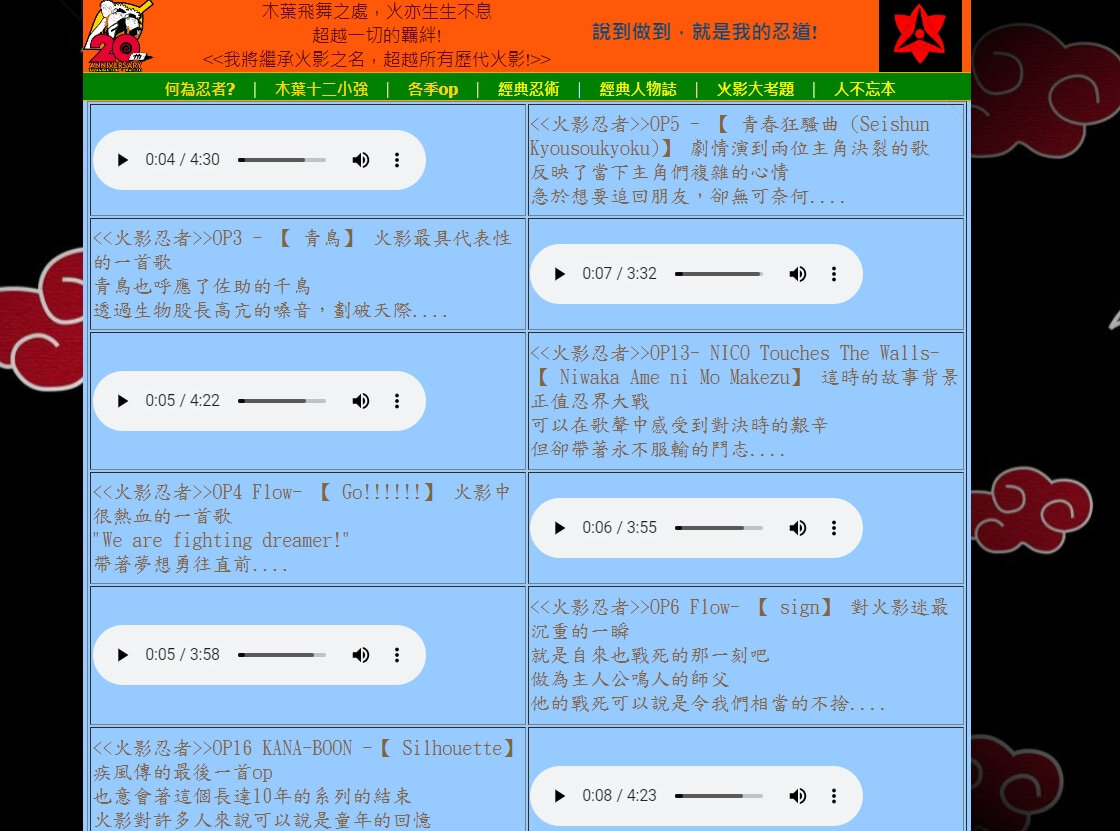 20
ANNIVERSARY
木葉飛舞之處，火亦生生不息
超越一切的羈絆!
<<我將繼承火影之名，超越所有歷代火影!>>
說到做到．就是我的忍道!
何為忍者? | 木葉十二小強 | 各季op | 經典忍術 | 經典人物誌 | 火影大考題 | 人不忘本
0:04 / 4:30
<<火影忍者>>OP5 - 【 青春狂騷曲 (Seishun
Kyousoukyoku)】 劇情演到兩位主角決裂的歌
反映了當下主角們複雜的心情
急於想要追回朋友，卻無可奈何....
<<火影忍者>>OP3 - 【 青鳥】 火影最具代表性
的一首歌
青鳥也呼應了佐助的千鳥
透過生物股長高亢的嗓音，劃破天際....
0:07 / 3:32
0:05 / 4:22
<<火影忍者>>OP13- NICO Touches The Walls-
【 Niwaka Ame ni Mo Makezu】 這時的故事背景
正值忍界大戰
可以在歌聲中感受到對決時的艱辛
但卻帶著永不服輸的鬥志....
<<火影忍者>>OP4 Flow- 【 Go!!!!!!】 火影中
很熱血的一首歌
"We are fighting dreamer!"
帶著夢想勇往直前....
0:06 / 3:55
0:05 / 3:58
<<火影忍者>>OP6 Flow- 【 sign】 對火影迷最
沉重的一瞬
就是自來也戰死的那一刻吧
做為主人公鳴人的師父
他的戰死可以說是令我們相當的不捨....
<<火影忍者>>OP16 KANA-BOON -【 Silhouette】
疾風傳的最後一首op
也意會著這個長達10年的系列的結束
火影對許多人來說可以說是童年的回憶
0:08 / 4:23